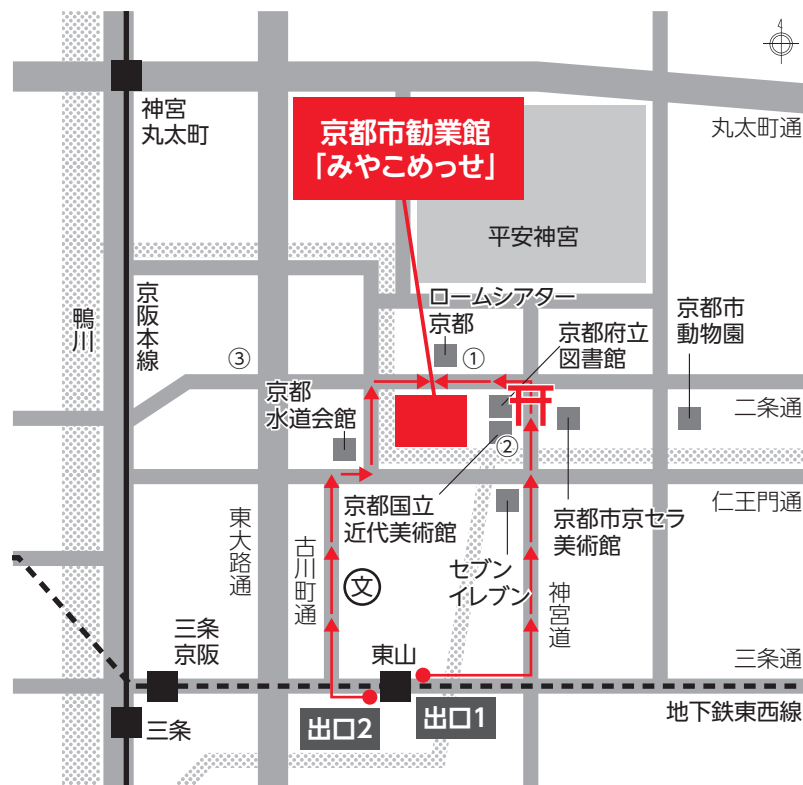 4
神宮
丸太町
丸太町通
京都市勧業館
「みやこめっせ」
平安神宮
鴨川
京阪本線
ロームシアター
京都
①
京都府立
図書館
京都市
動物園
③
京都
水道会館
②
二条通
仁王門通
京都国立
近代美術館
京都市京セラ
美術館
セブン
イレブン
東大路通
古川町通
文
神宮道
三条
京阪
東山
三条通
出口2
出口1
三条
地下鉄東西線